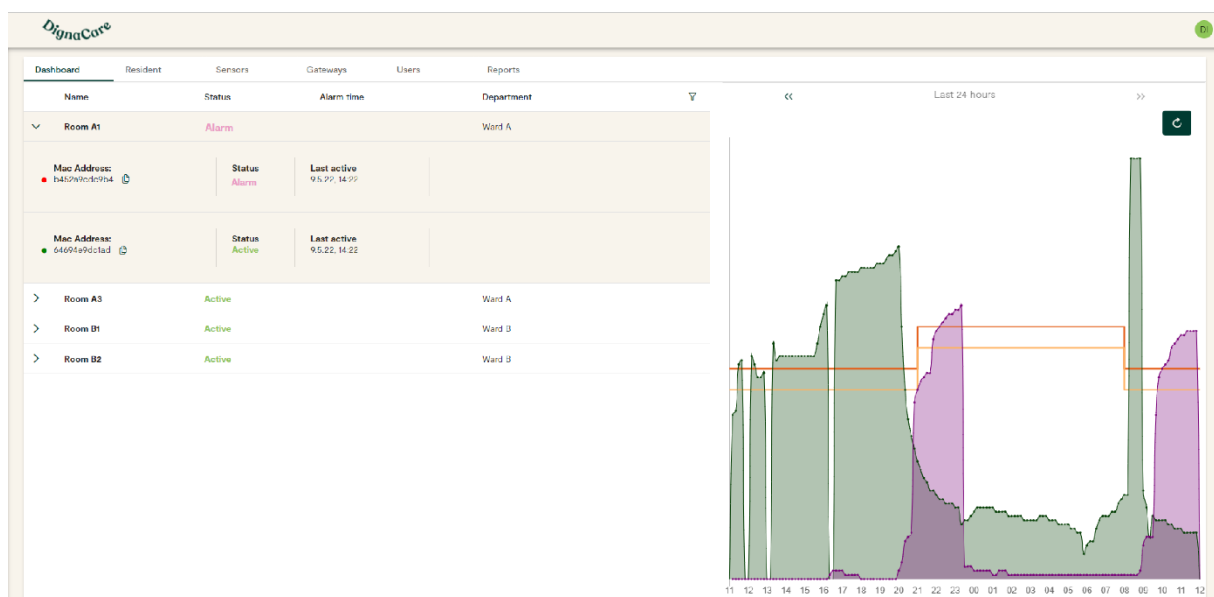 DignaCare
DI
Dashboard Resident Sensors Gateways Users Reports
Name Status Alarm time Department
Last 24 hours
Room A1 Alarm Ward A
Mac Address: Status Last active
Alarm 9.5.22, 14:22
Mac Address: Status Last active
64694e9dc1ad Active 9.5.22, 14:22
Room A3 Active Ward A
Room B1 Active Ward B
Room B2 Active Ward B
11 12 13 14 15 16 17 18 19 20 21 22 23 00 01 02 03 04 05 06 07 08 09 10 11 12